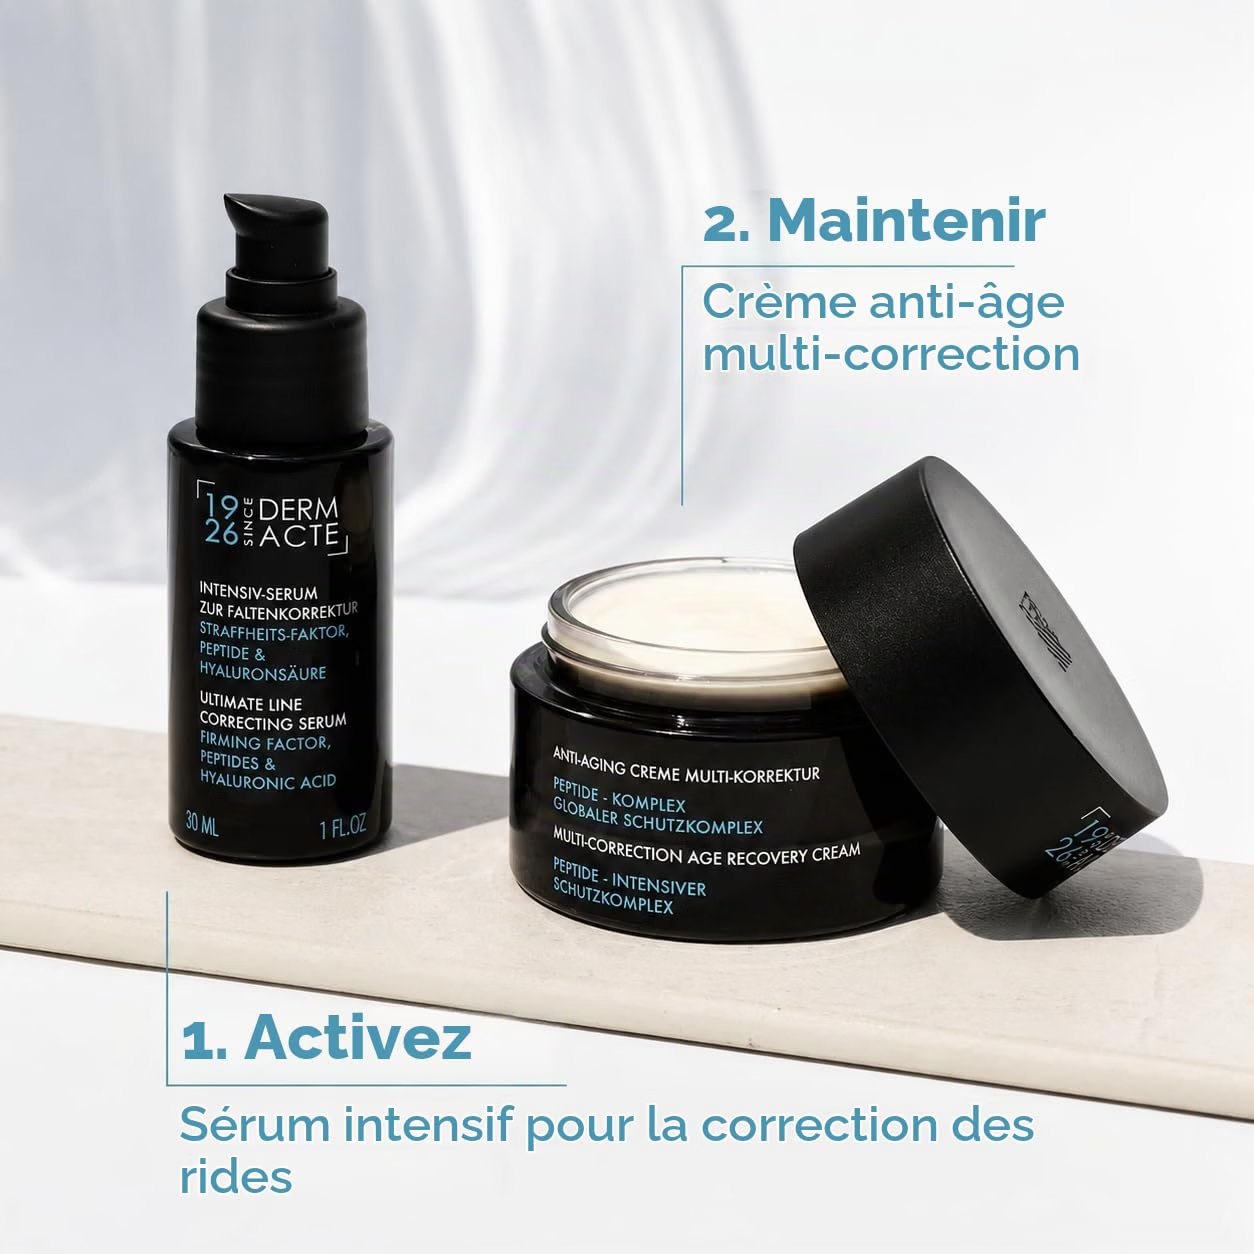 2. Maintenir
Crème anti-âge
multi-correction
19
26
SINCE
DERM
ACTE
INTENSIV-SERUM
ZUR FALTENKORREKTUR
STRAFFHEITS-FAKTOR,
PEPTIDE &
HYALURONSÄURE
ULTIMATE LINE
CORRECTING SERUM
FIRMING FACTOR,
PEPTIDES &
HYALURONIC ACID
30 ML 1 FL.OZ
ANTI-AGING CREME MULTI-KORREKTUR
PEPTIDE - KOMPLEX
GLOBALER SCHUTZKOMPLEX
MULTI-CORRECTION AGE RECOVERY CREAM
PEPTIDE - INTENSIVER
SCHUTZKOMPLEX
19
26
1. Activez
Sérum intensif pour la correction des
rides